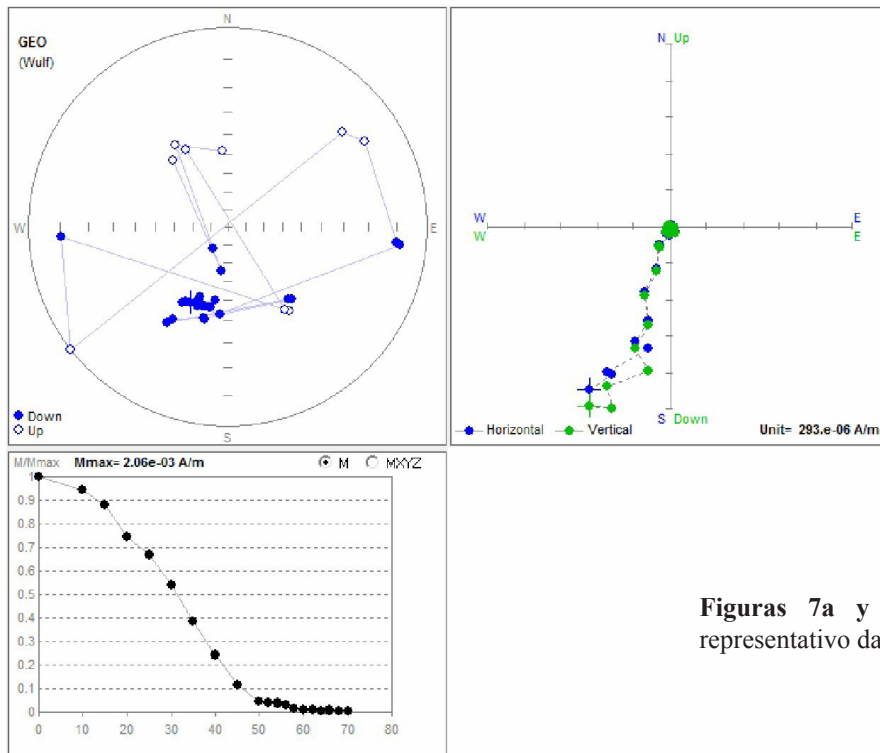 N
GEO
(Wulf)
W
E
S
Down
Up
N Up
W
E
W
E
S Down
Horizontal
Vertical
Unit= 293.e-06 A/m
M/Mmax
Mmax= 2.06e-03 A/m
M
MXYZ
1
0.9
0.8
0.7
0.6
0.5
0.4
0.3
0.2
0.1
0
0 10 20 30 40 50 60 70 80
Figuras 7a y
representativo da